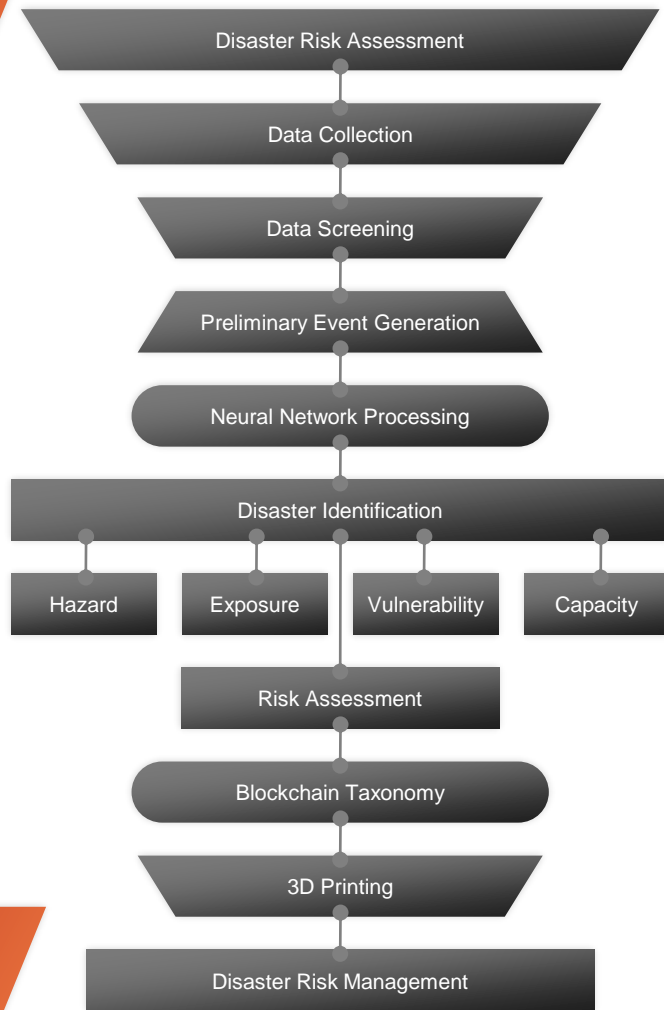 Disaster Risk Assessment
Data Collection
Data Screening
Preliminary Event Generation
Neural Network Processing
Disaster Identification
Hazard
Exposure
Vulnerability
Capacity
Risk Assessment
Blockchain Taxonomy
3D Printing
Disaster Risk Management